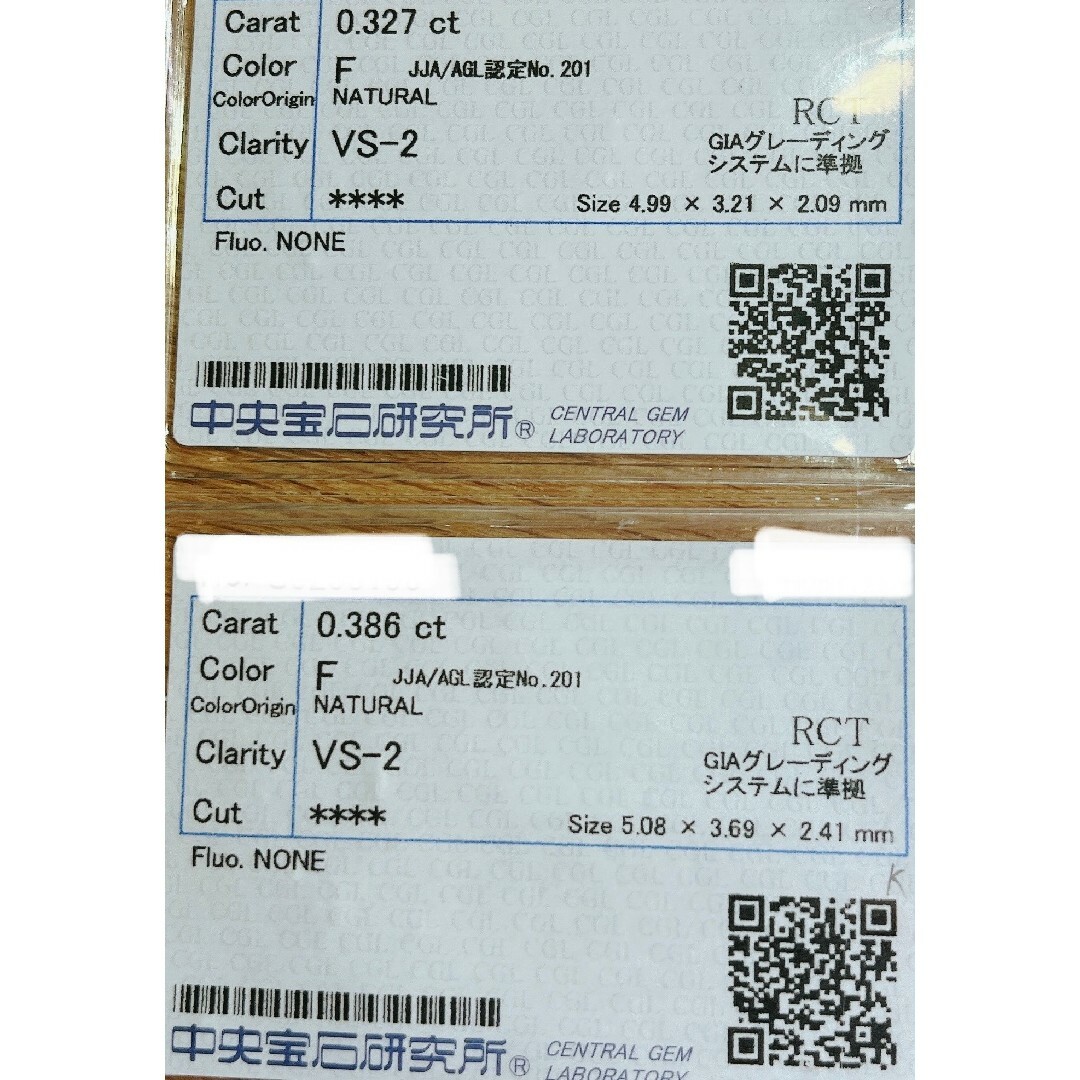 Carat 0.327 ct
Color F JJA/AGL認定No.201
ColorOrigin NATURAL
RCT
Clarity VS-2 GIAグレーディング
システムに準拠
Cut **** Size 4.99 × 3.21 × 2.09 mm
Fluo. NONE
中央宝石研究所® CENTRAL GEM
LABORATORY
Carat 0.386 ct
Color F JJA/AGL認定No.201
ColorOrigin NATURAL
RCT
Clarity VS-2 GIAグレーディング
システムに準拠
Cut **** Size 5.08 × 3.69 × 2.41 mm
Fluo. NONE
K
中央宝石研究所® CENTRAL GEM
LABORATORY